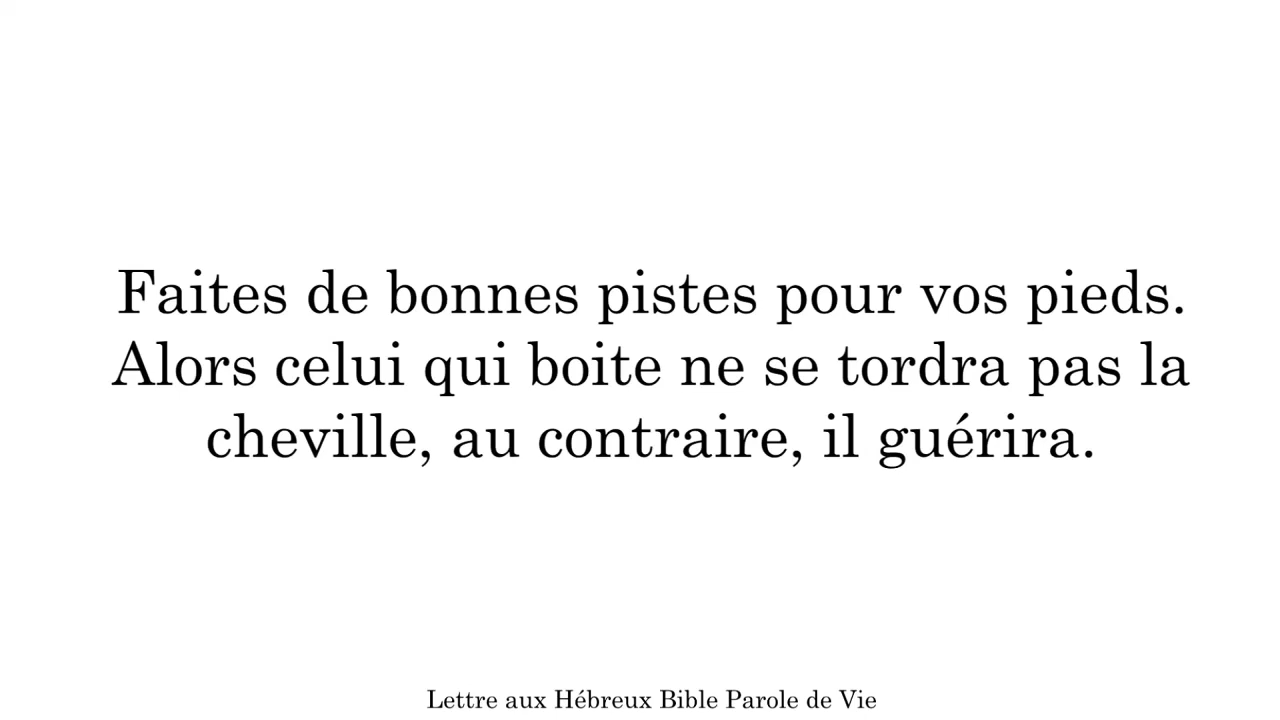 Faites de bonnes pistes pour vos pieds.
Alors celui qui boite ne se tordra pas la
cheville, au contraire, il guérira.
Lettre aux Hébreux Bible Parole de Vie